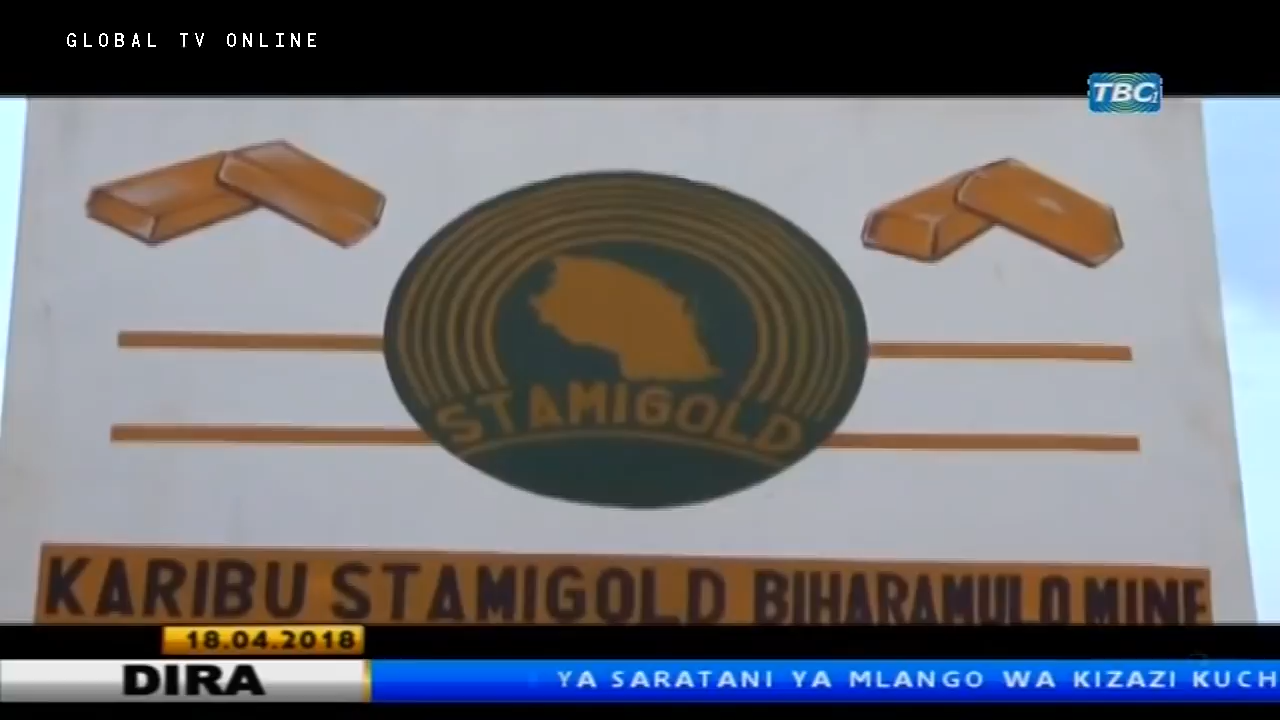 GLOBAL TV ONLINE
TBC1
STAMIGOLD
KARIBU STAMIGOLD BIHARAMULO MINE
18.04.2018
DIRA
YA SARATANI YA MLANGO WA KIZAZI KUCH